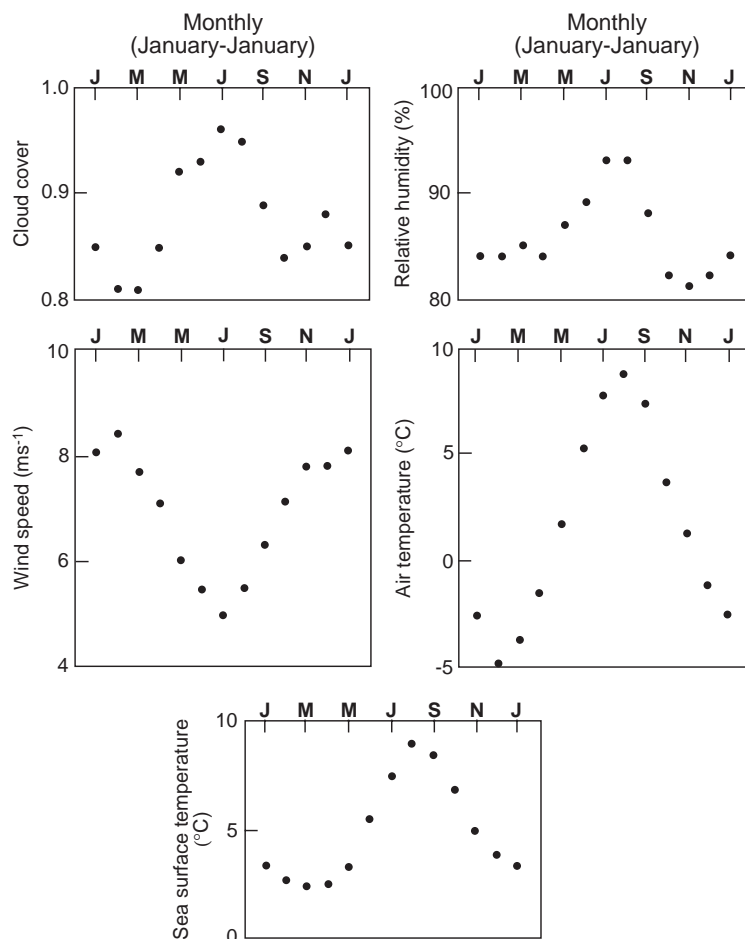 Monthly
(January-January)
J M M J S N J
1.0
0.9
0.8
Cloud cover
Monthly
(January-January)
J M M J S N J
100
90
80
Relative humidity (%)
J M M J S N J
10
8
6
4
Wind speed (ms-1)
J M M J S N J
10
5
0
-5
Air temperature (°C)
J M M J S N J
10
5
0
Sea surface temperature
(°C)